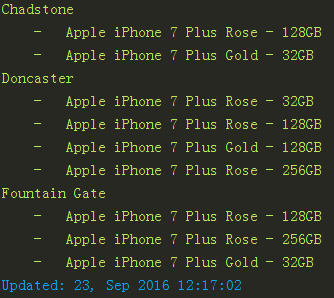 Chadstone
- Apple iPhone 7 Plus Rose - 128GB
- Apple iPhone 7 Plus Gold - 32GB
Doncaster
- Apple iPhone 7 Plus Rose - 32GB
- Apple iPhone 7 Plus Rose - 128GB
- Apple iPhone 7 Plus Gold - 128GB
- Apple iPhone 7 Plus Rose - 256GB
Fountain Gate
- Apple iPhone 7 Plus Rose - 128GB
- Apple iPhone 7 Plus Rose - 256GB
- Apple iPhone 7 Plus Gold - 32GB
Updated: 23, Sep 2016 12:17:02